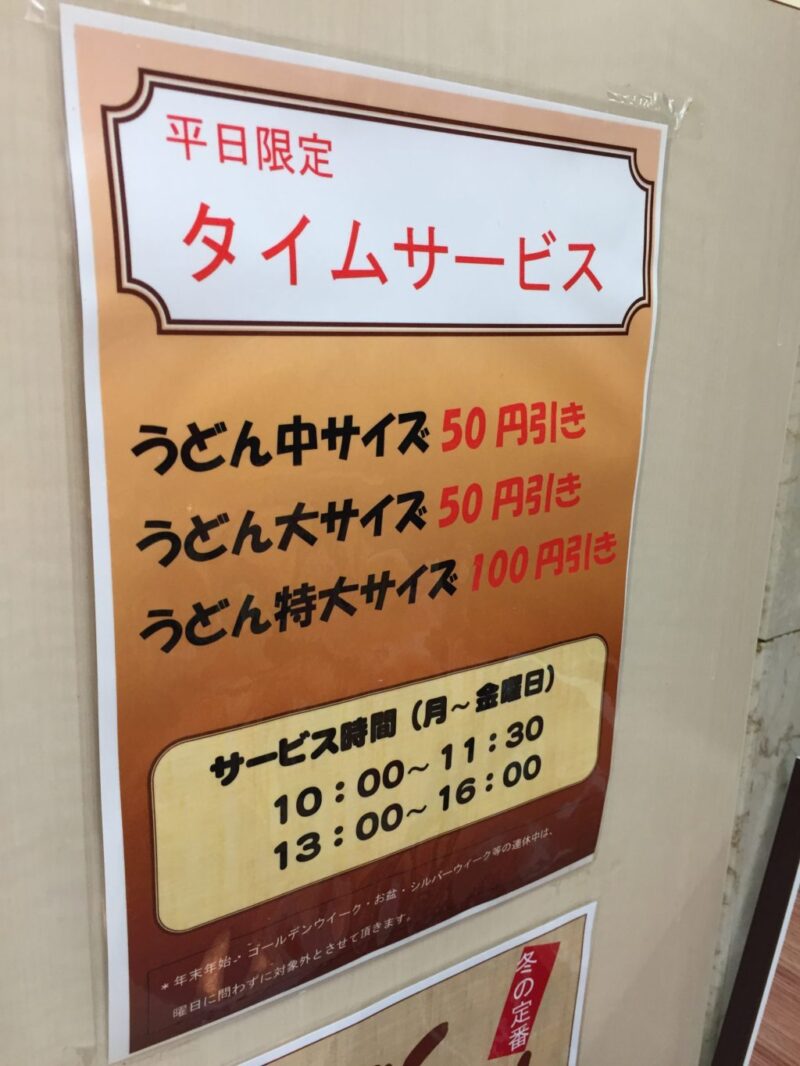 平日限定
タイムサービス
うどん中サイズ 50円引き
うどん大サイズ 50円引き
うどん特大サイズ 100円引き
サービス時間（月～金曜日）
10：00～11：30
13：00～16：00
＊年末年始・ゴールデンウイーク・お盆・シルバーウィーク等の連休中は、
曜日に問わずに対象外とさせて頂きます。
冬の定番